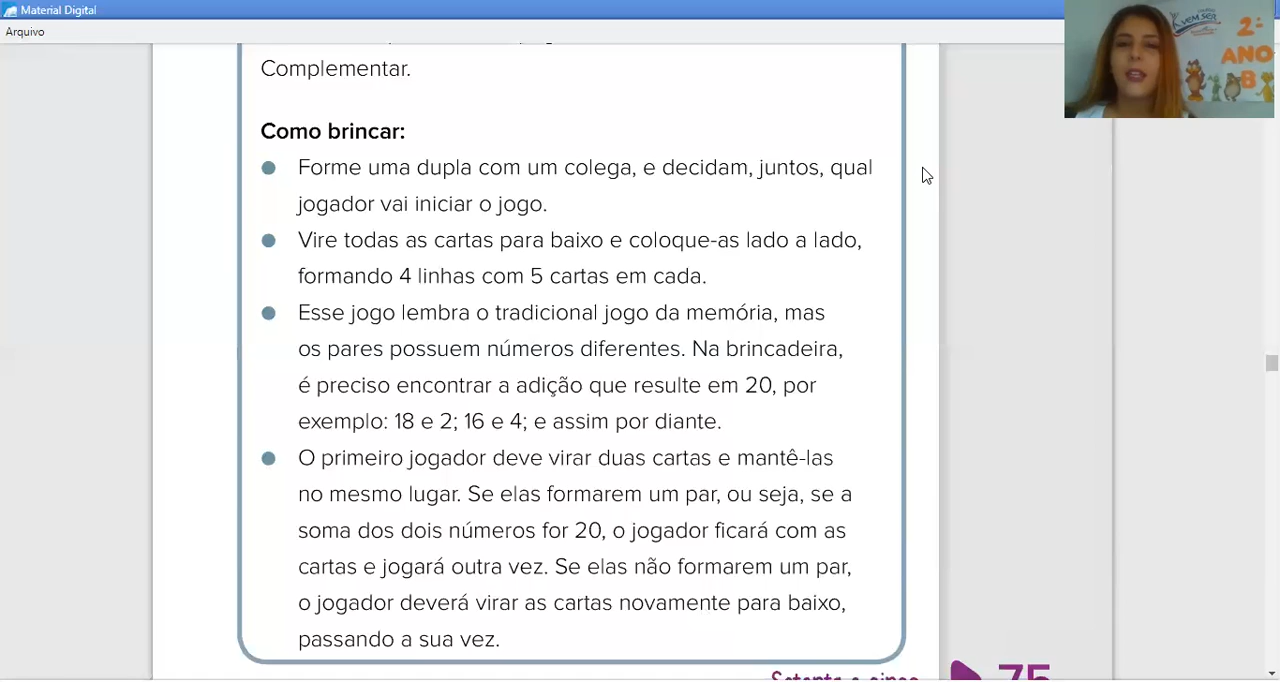 Material Digital
Arquivo
VEM SER
2º
ANO
B
Complementar.
Como brincar:
Forme uma dupla com um colega, e decidam, juntos, qual
jogador vai iniciar o jogo.
Vire todas as cartas para baixo e coloque-as lado a lado,
formando 4 linhas com 5 cartas em cada.
Esse jogo lembra o tradicional jogo da memória, mas
os pares possuem números diferentes. Na brincadeira,
é preciso encontrar a adição que resulte em 20, por
exemplo: 18 e 2; 16 e 4; e assim por diante.
O primeiro jogador deve virar duas cartas e mantê-las
no mesmo lugar. Se elas formarem um par, ou seja, se a
soma dos dois números for 20, o jogador ficará com as
cartas e jogará outra vez. Se elas não formarem um par,
o jogador deverá virar as cartas novamente para baixo,
passando a sua vez.
Setenta e cinco 75